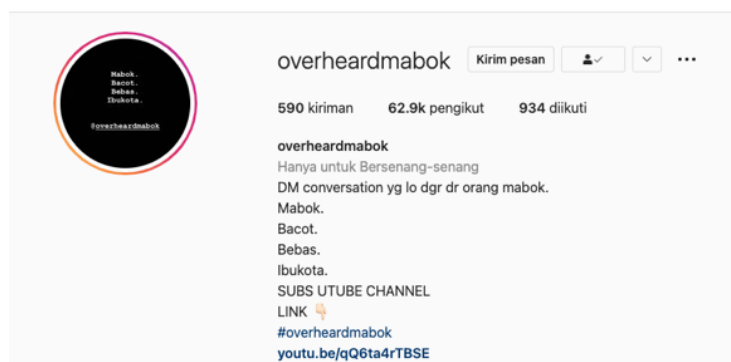 Mabok.
Bacot.
Bebas.
Ibukota.
@overheardmabok
overheardmabok Kirim pesan
590 kiriman 62.9k pengikut 934 diikuti
overheardmabok
Hanya untuk Bersenang-senang
DM conversation yg lo dgr dr orang mabok.
Mabok.
Bacot.
Bebas.
Ibukota.
SUBS UTUBE CHANNEL
LINK 👇🏻
#overheardmabok
youtu.be/qQ6ta4rTBSE